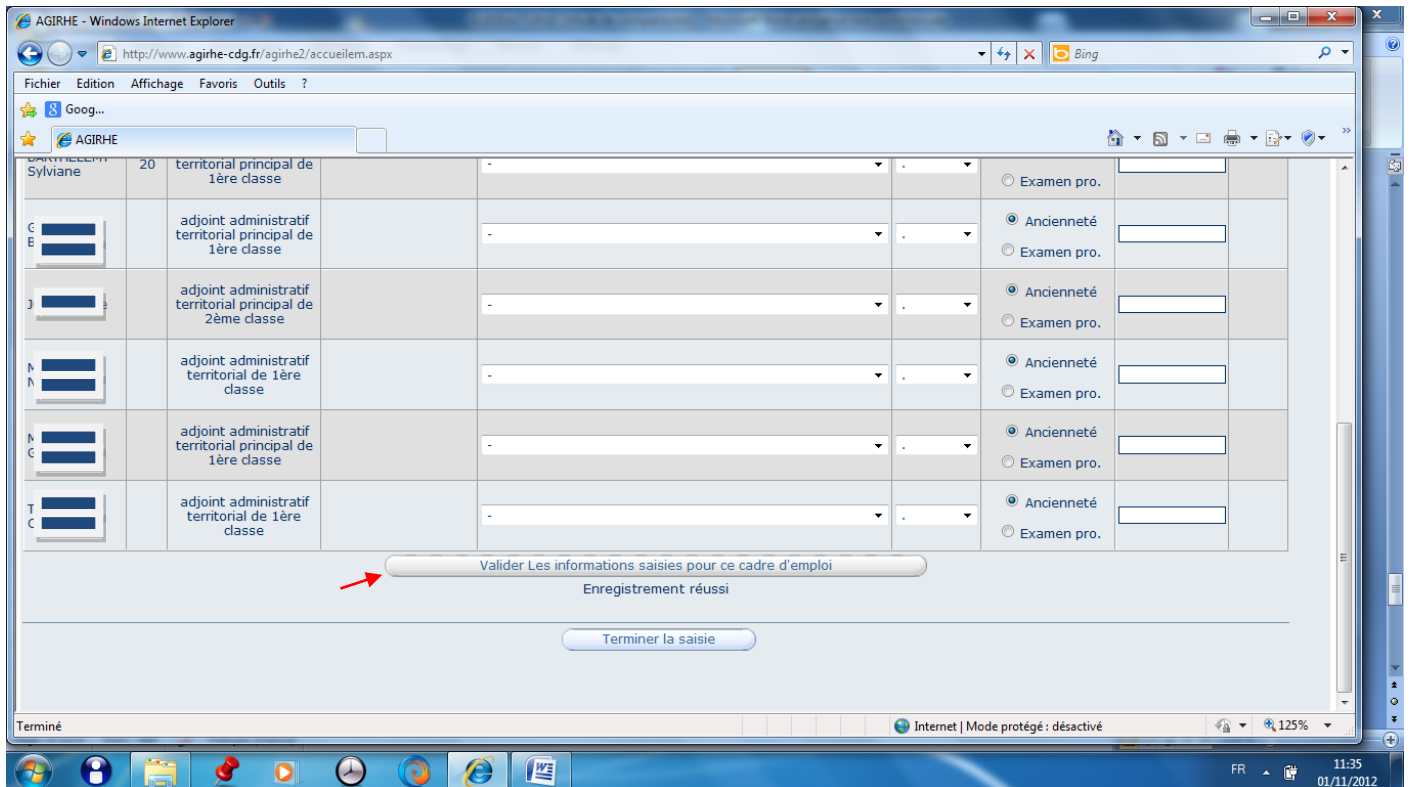 AGIRHE - Windows Internet Explorer
http://www.agirhe-cdg.fr/agirhe2/accueilem.aspx
Bing
Fichier Edition Affichage Favoris Outils ?
Goog...
AGIRHE
Sylviane
20
territorial principal de
1ère classe
-
.
Examen pro.
G
B
adjoint administratif
territorial principal de
1ère classe
-
.
Ancienneté
Examen pro.
adjoint administratif
territorial principal de
2ème classe
-
.
Ancienneté
Examen pro.
M
N
adjoint administratif
territorial de 1ère
classe
-
.
Ancienneté
Examen pro.
M
G
adjoint administratif
territorial principal de
1ère classe
-
.
Ancienneté
Examen pro.
T
C
adjoint administratif
territorial de 1ère
classe
-
.
Ancienneté
Examen pro.
Valider Les informations saisies pour ce cadre d'emploi
Enregistrement réussi
Terminer la saisie
Terminé
Internet | Mode protégé : désactivé
125%
FR
11:35
01/11/2012